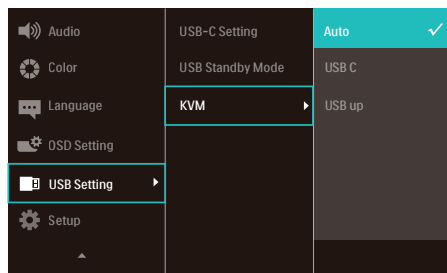 Audio
Color
Language
OSD Setting
USB Setting
Setup
USB-C Setting
USB Standby Mode
KVM
Auto
USB C
USB up